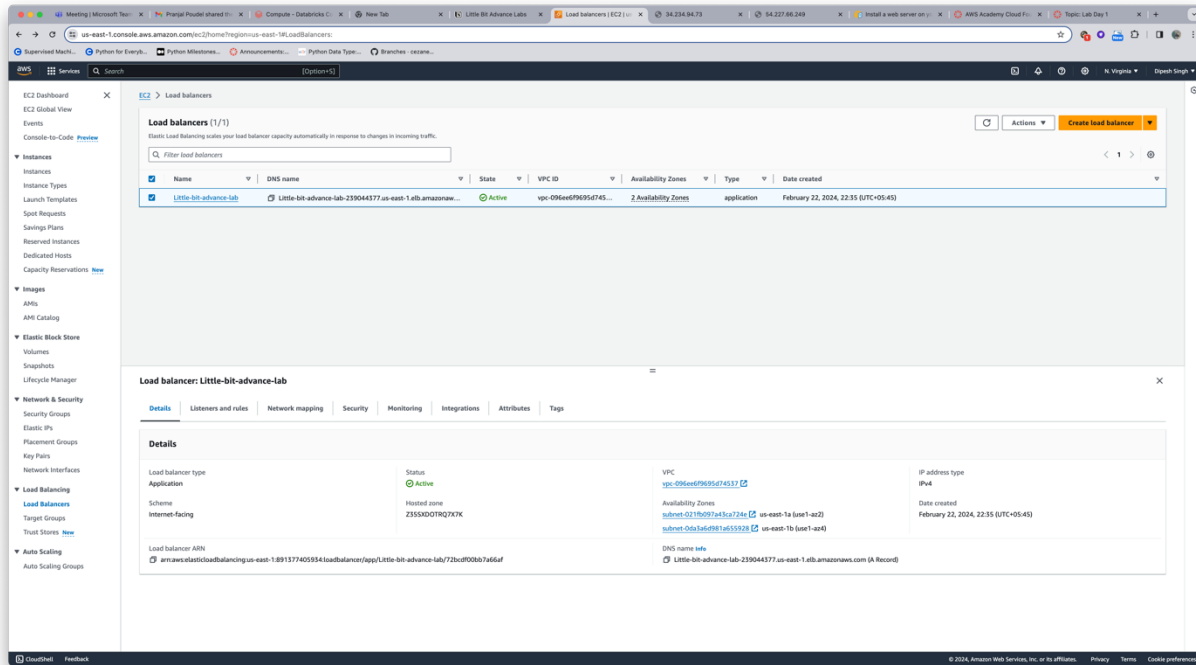 Meeting | Microsoft Team
Pranjal Poudel shared the
Compute - Databricks C
New Tab
Little Bit Advance Labs
Load balancers | EC2 | us
34.234.94.73
54.227.66.249
Install a web server on yo
AWS Academy Cloud Fo
Topic: Lab Day 1
us-east-1.console.aws.amazon.com/ec2/home?region=us-east-1#LoadBalancers:
Supervised Machi...
Python for Everyb...
Python Milestones...
Announcements:...
Python Data Type:...
Branches - cezane...
aws
Services
Search
[Option+S]
N. Virginia
Dipesh Singh
EC2 Dashboard
EC2 Global View
Events
Console-to-Code Preview
Instances
Instances
Instance Types
Launch Templates
Spot Requests
Savings Plans
Reserved Instances
Dedicated Hosts
Capacity Reservations New
Images
AMIs
AMI Catalog
Elastic Block Store
Volumes
Snapshots
Lifecycle Manager
Network & Security
Security Groups
Elastic IPs
Placement Groups
Key Pairs
Network Interfaces
Load Balancing
Load Balancers
Target Groups
Trust Stores New
Auto Scaling
Auto Scaling Groups
EC2 > Load balancers
Load balancers (1/1)
Elastic Load Balancing scales your load balancer capacity automatically in response to changes in incoming traffic.
Actions
Create load balancer
Filter load balancers
1
Name
DNS name
State
VPC ID
Availability Zones
Type
Date created
Little-bit-advance-lab
Little-bit-advance-lab-239044377.us-east-1.elb.amazonaw...
Active
vpc-096ee6f9695d745...
2 Availability Zones
application
February 22, 2024, 22:35 (UTC+05:45)
Load balancer: Little-bit-advance-lab
Details
Listeners and rules
Network mapping
Security
Monitoring
Integrations
Attributes
Tags
Details
Load balancer type
Application
Status
Active
VPC
vpc-096ee6f9695d74537
IP address type
IPv4
Scheme
Internet-facing
Hosted zone
Z35SXDOTRQ7X7K
Availability Zones
subnet-021fb097a43ca724e us-east-1a (use1-az2)
subnet-0da3a6d981a655928 us-east-1b (use1-az4)
Date created
February 22, 2024, 22:35 (UTC+05:45)
Load balancer ARN
arn:aws:elasticloadbalancing:us-east-1:891377405934:loadbalancer/app/Little-bit-advance-lab/72bcdf00bb7a66af
DNS name Info
Little-bit-advance-lab-239044377.us-east-1.elb.amazonaws.com (A Record)
CloudShell
Feedback
© 2024, Amazon Web Services, Inc. or its affiliates.
Privacy
Terms
Cookie preferences